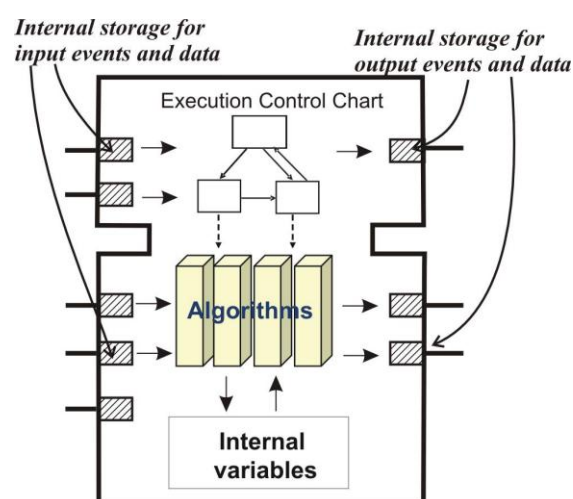 Internal storage for
input events and data
Internal storage for
output events and data
Execution Control Chart
Algorithms
Internal
variables